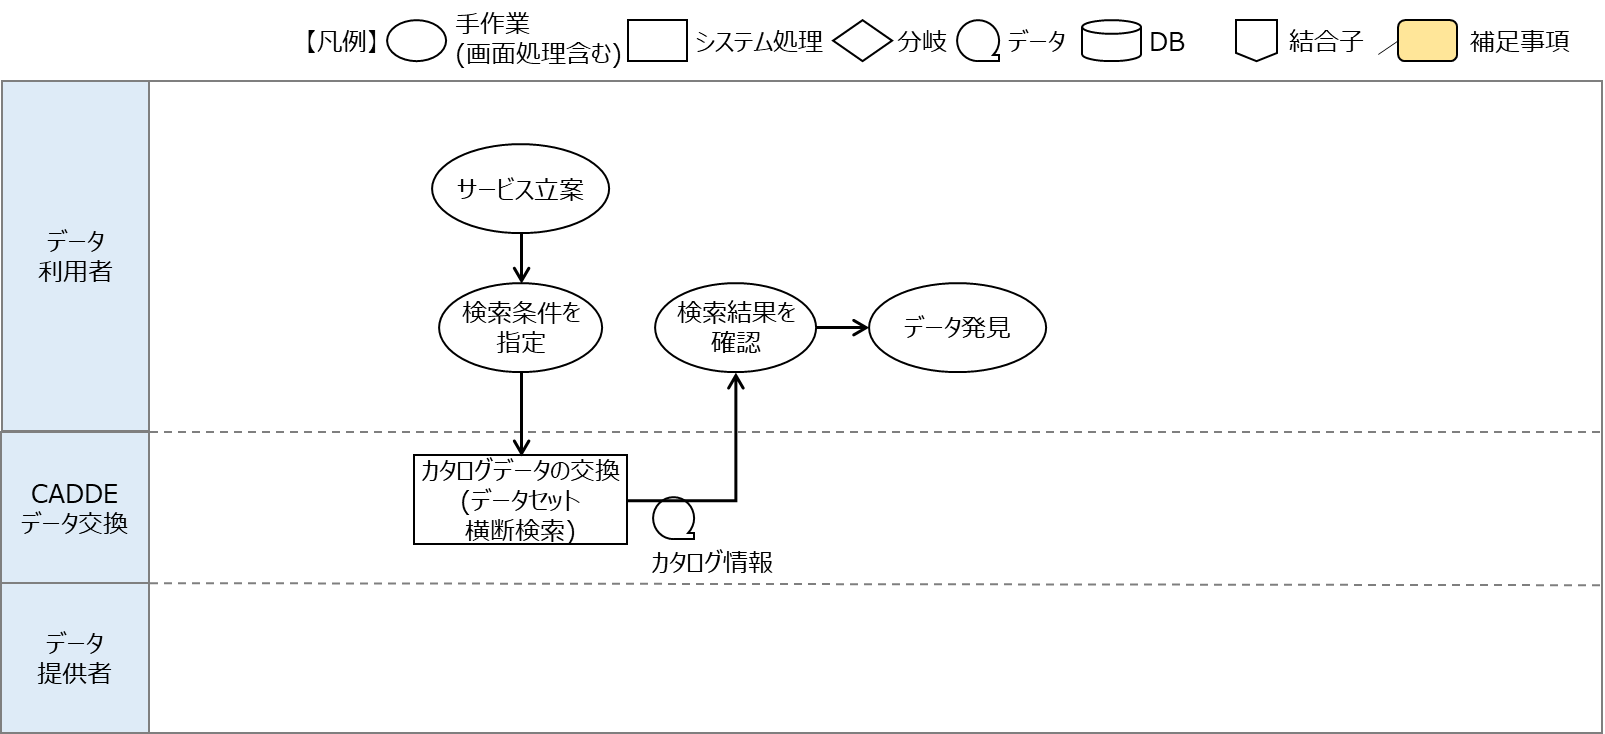 【凡例】
手作業
(画面処理含む)
システム処理
分岐
データ
DB
結合子
補足事項
データ
利用者
サービス立案
検索条件を
指定
検索結果を
確認
データ発見
CADDE
データ交換
カタログデータの交換
(データセット
横断検索)
カタログ情報
データ
提供者